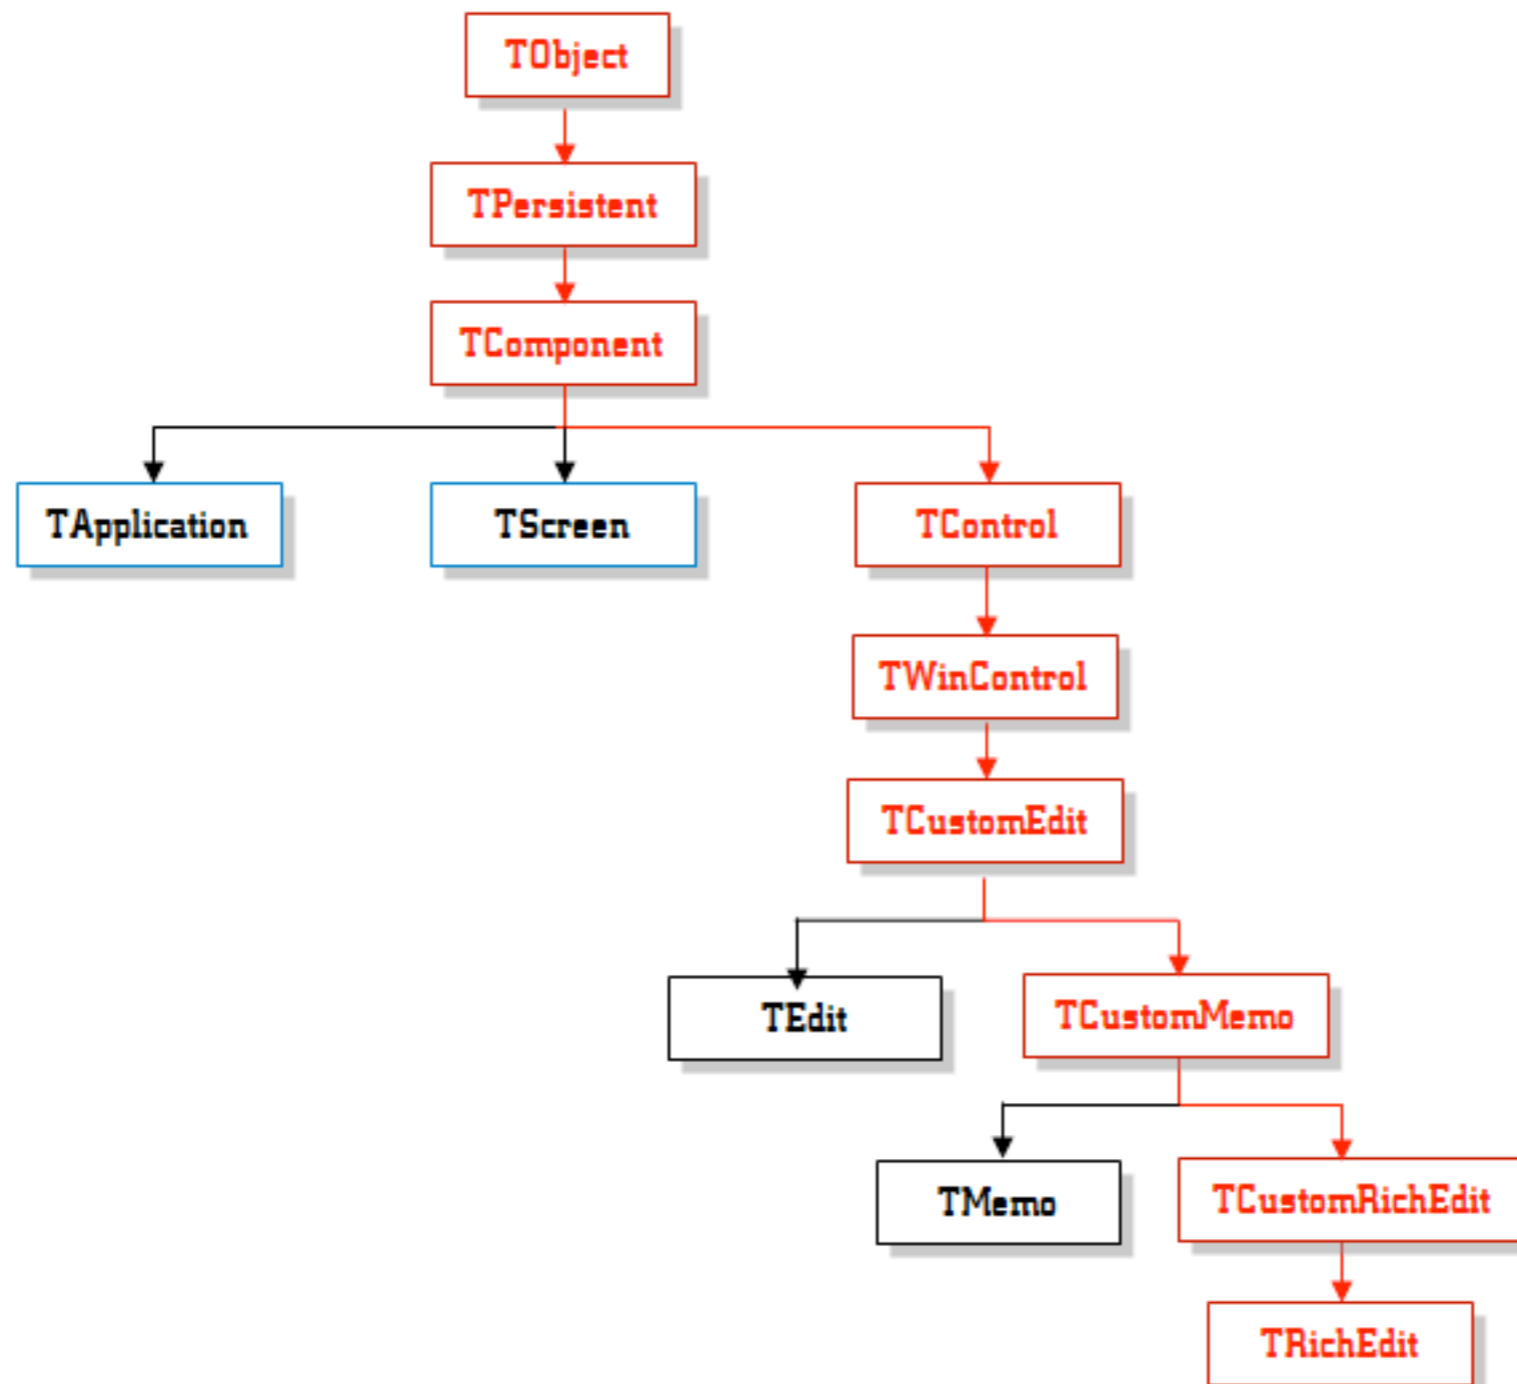 TObject
TPersistent
TComponent
TApplication
TScreen
TControl
TWinControl
TCustomEdit
TEdit
TCustomMemo
TMemo
TCustomRichEdit
TRichEdit